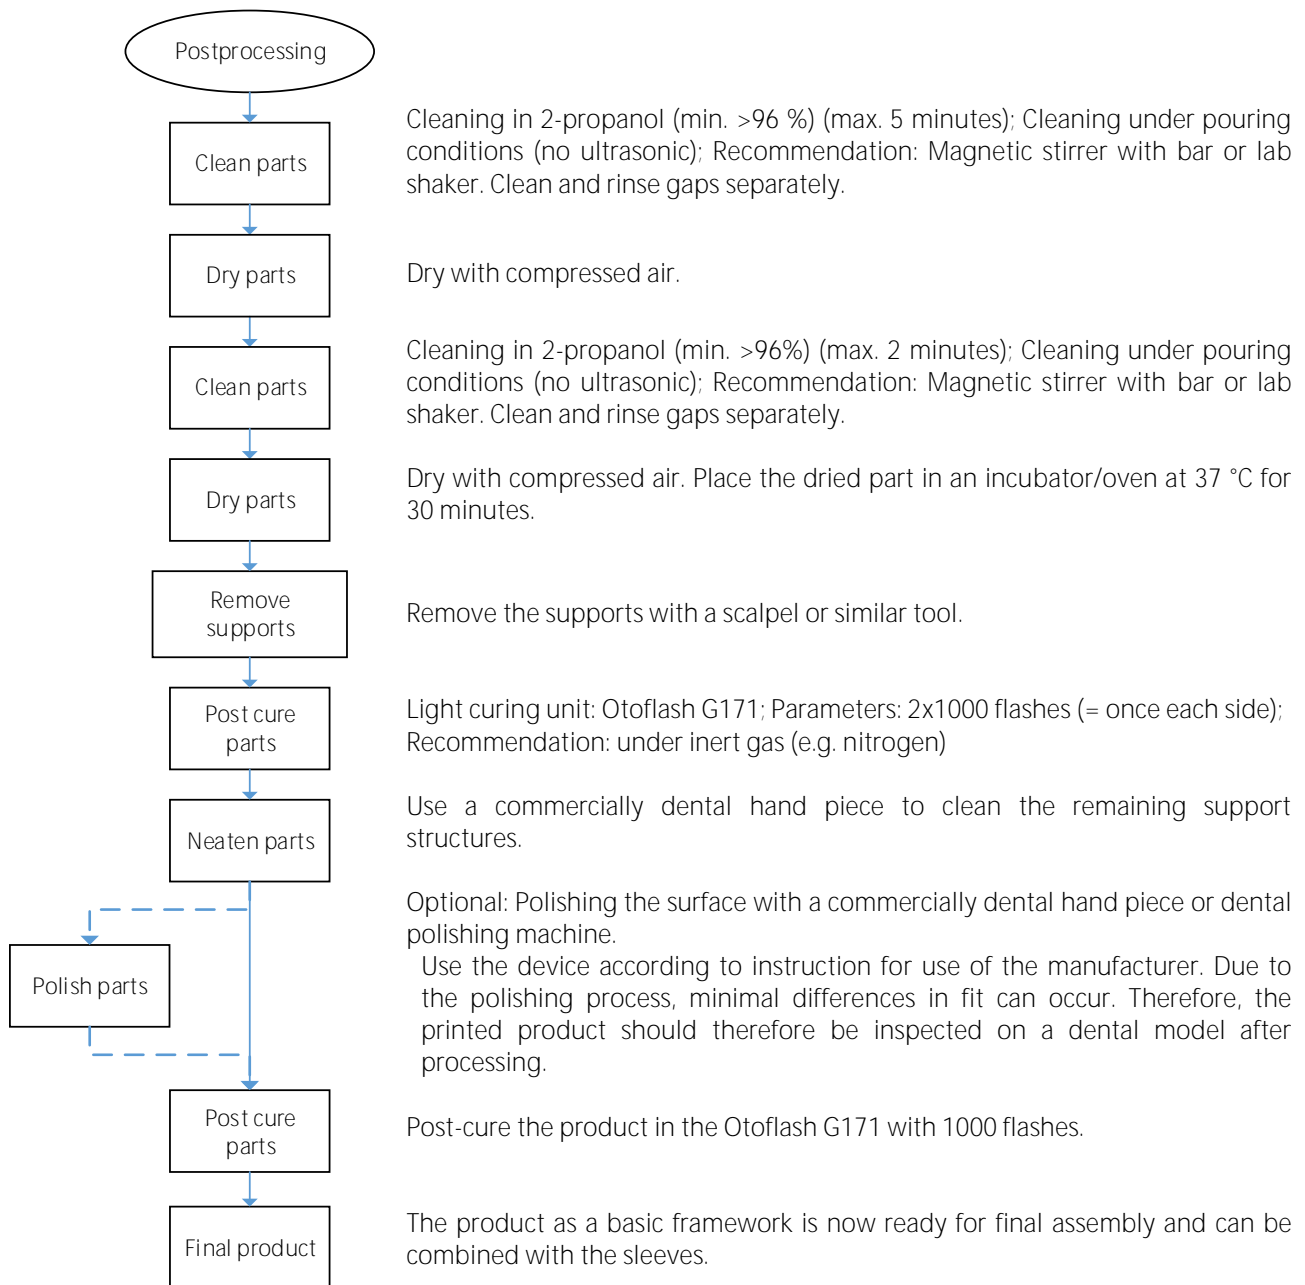 Postprocessing
Clean parts
Cleaning in 2-propanol (min. >96 %) (max. 5 minutes); Cleaning under pouring
conditions (no ultrasonic); Recommendation: Magnetic stirrer with bar or lab
shaker. Clean and rinse gaps separately.
Dry parts
Dry with compressed air.
Clean parts
Cleaning in 2-propanol (min. >96%) (max. 2 minutes); Cleaning under pouring
conditions (no ultrasonic); Recommendation: Magnetic stirrer with bar or lab
shaker. Clean and rinse gaps separately.
Dry parts
Dry with compressed air. Place the dried part in an incubator/oven at 37 °C for
30 minutes.
Remove
supports
Remove the supports with a scalpel or similar tool.
Post cure
parts
Light curing unit: Otoflash G171; Parameters: 2x1000 flashes (= once each side);
Recommendation: under inert gas (e.g. nitrogen)
Neaten parts
Use a commercially dental hand piece to clean the remaining support
structures.
Polish parts
Optional: Polishing the surface with a commercially dental hand piece or dental
polishing machine.
Use the device according to instruction for use of the manufacturer. Due to
the polishing process, minimal differences in fit can occur. Therefore, the
printed product should therefore be inspected on a dental model after
processing.
Post cure
parts
Post-cure the product in the Otoflash G171 with 1000 flashes.
Final product
The product as a basic framework is now ready for final assembly and can be
combined with the sleeves.